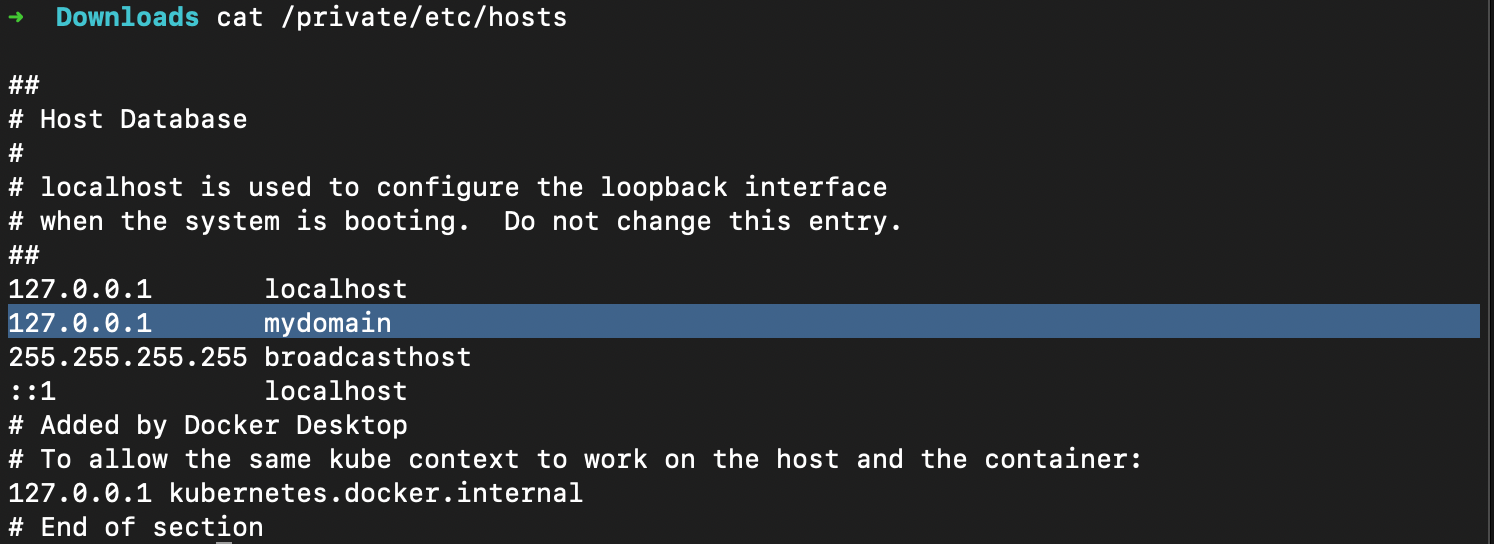 ➜  Downloads cat /private/etc/hosts
##
# Host Database
#
# localhost is used to configure the loopback interface
# when the system is booting.  Do not change this entry.
##
127.0.0.1       localhost
127.0.0.1       mydomain
255.255.255.255 broadcasthost
::1             localhost
# Added by Docker Desktop
# To allow the same kube context to work on the host and the container:
127.0.0.1 kubernetes.docker.internal
# End of section